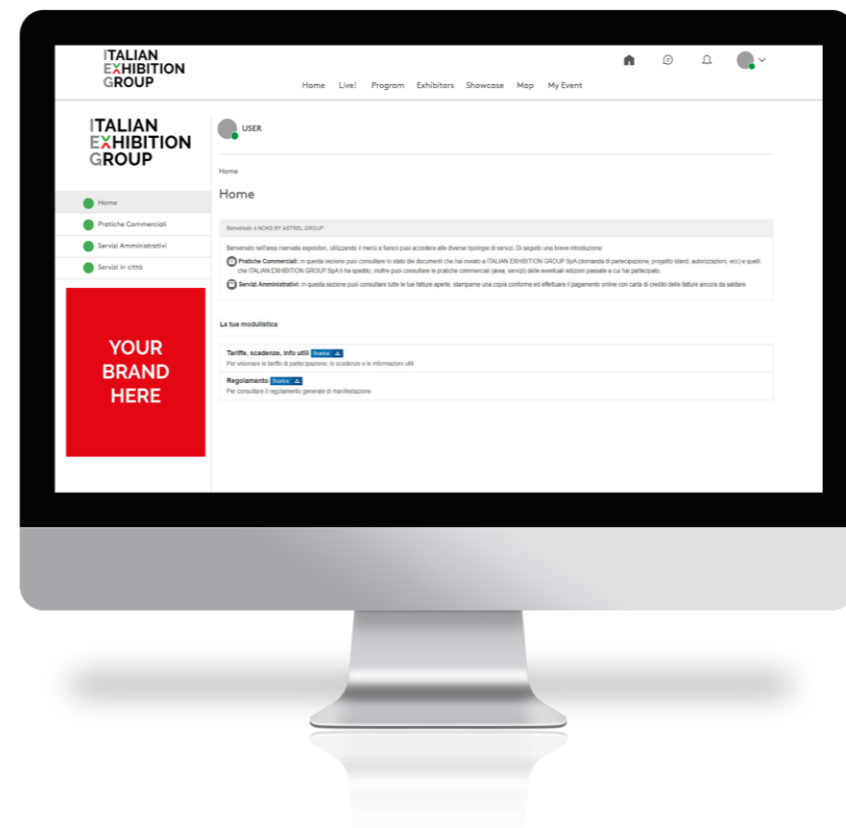 ITALIAN
EXHIBITION
GROUP
Home Live! Program Exhibitors Showcase Map My Event
ITALIAN
EXHIBITION
GROUP
USER
Home
Home
Home
Pratiche Commerciali
Servizi Amministrativi
Servizi in città
Benvenuto 4-NOKS BY ASTREL GROUP
Benvenuto nell'area riservata espositori, utilizzando il menù a fianco puoi accedere alle diverse tipologie di servizi. Di seguito una breve introduzione:
Pratiche Commerciali: in questa sezione puoi consultare lo stato dei documenti che hai inviato a ITALIAN EXHIBITION GROUP SpA (domanda di partecipazione, progetto stand, autorizzazioni, ecc) e quelli
che ITALIAN EXHIBITION GROUP SpA ti ha spedito; inoltre puoi consultare le pratiche commerciali (area, servizi) delle eventuali edizioni passate a cui hai partecipato.
Servizi Amministrativi: in questa sezione puoi consultare tutte le tue fatture aperte, stamparne una copia conforme ed effettuare il pagamento online con carta di credito delle fatture ancora da saldare.
La tua modulistica
Tariffe, scadenze, info utili Scarica
Per visionare le tariffe di partecipazione, le scadenze e le informazioni utili
Regolamento Scarica
Per consultare il regolamento generale di manifestazione
YOUR
BRAND
HERE